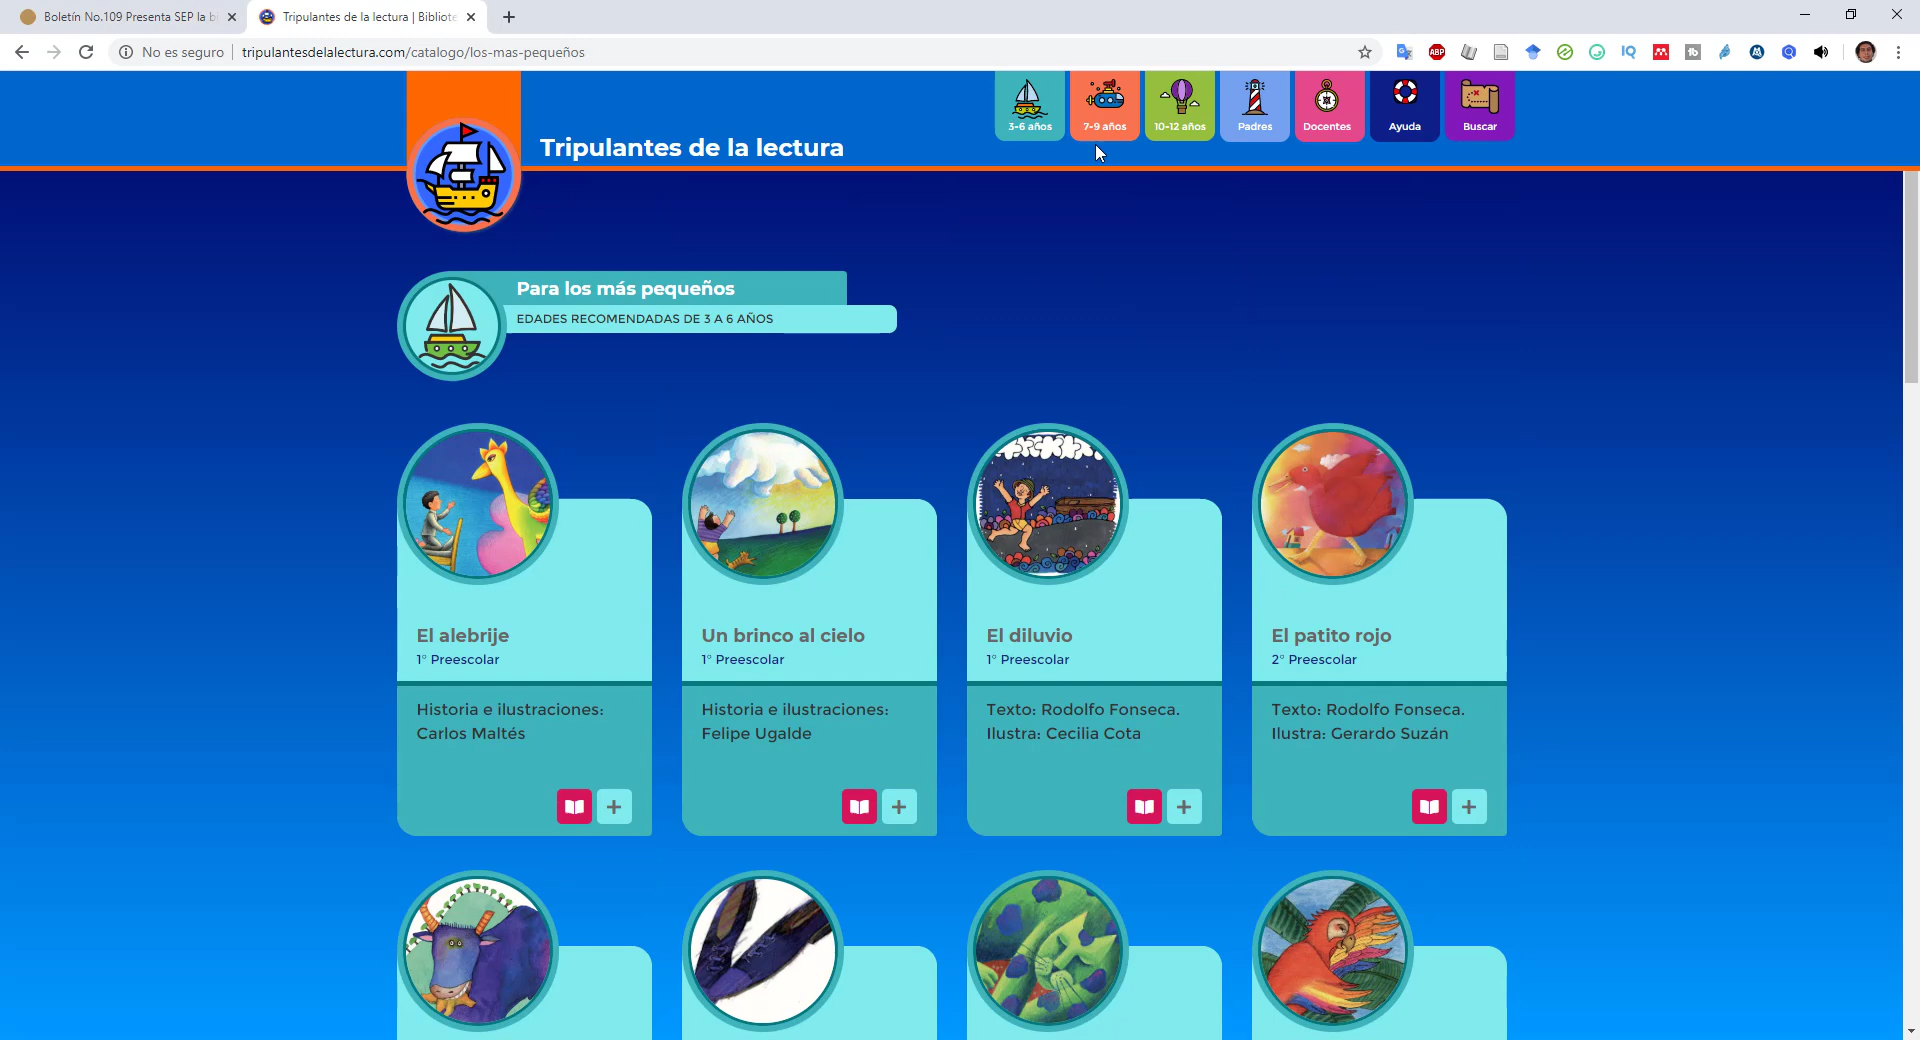 Boletín No.109 Presenta SEP la b
Tripulantes de la lectura | Bibliote
No es seguro
tripulantesdelalectura.com/catalogo/los-mas-pequeños
ABP
IQ
3-6 años
7-9 años
10-12 años
Padres
Docentes
Ayuda
Buscar
Tripulantes de la lectura
Para los más pequeños
EDADES RECOMENDADAS DE 3 A 6 AÑOS
El alebrije
1° Preescolar
Historia e ilustraciones:
Carlos Maltés
Un brinco al cielo
1° Preescolar
Historia e ilustraciones:
Felipe Ugalde
El diluvio
1° Preescolar
Texto: Rodolfo Fonseca.
Ilustra: Cecilia Cota
El patito rojo
2° Preescolar
Texto: Rodolfo Fonseca.
Ilustra: Gerardo Suzán